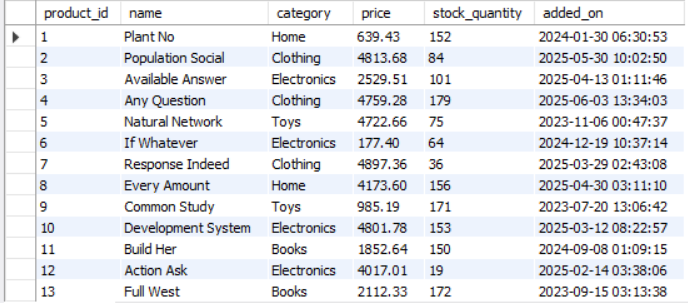 product_id name category price stock_quantity added_on
1 Plant No Home 639.43 152 2024-01-30 06:30:53
2 Population Social Clothing 4813.68 84 2025-05-30 10:02:50
3 Available Answer Electronics 2529.51 101 2025-04-13 01:11:46
4 Any Question Clothing 4759.28 179 2025-06-03 13:34:03
5 Natural Network Toys 4722.66 75 2023-11-06 00:47:37
6 If Whatever Electronics 177.40 64 2024-12-19 10:37:14
7 Response Indeed Clothing 4897.36 36 2025-03-29 02:43:08
8 Every Amount Home 4173.60 156 2025-04-30 03:11:10
9 Common Study Toys 985.19 171 2023-07-20 13:06:42
10 Development System Electronics 4801.78 153 2025-03-12 08:22:57
11 Build Her Books 1852.64 150 2024-09-08 01:09:15
12 Action Ask Electronics 4017.01 19 2025-02-14 03:38:06
13 Full West Books 2112.33 172 2023-09-15 03:13:38